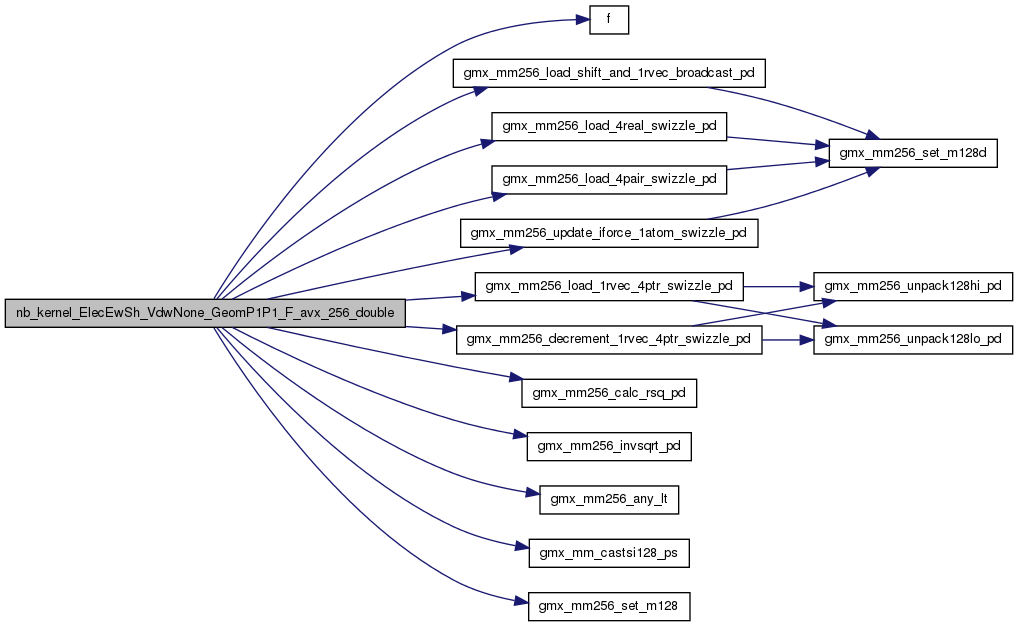 f
gmx_mm256_load_shift_and_1rvec_broadcast_pd
gmx_mm256_load_4real_swizzle_pd
gmx_mm256_set_m128d
gmx_mm256_load_4pair_swizzle_pd
gmx_mm256_update_iforce_1atom_swizzle_pd
gmx_mm256_load_1rvec_4ptr_swizzle_pd
gmx_mm256_unpack128hi_pd
nb_kernel_ElecEwSh_VdwNone_GeomP1P1_F_avx_256_double
gmx_mm256_decrement_1rvec_4ptr_swizzle_pd
gmx_mm256_unpack128lo_pd
gmx_mm256_calc_rsq_pd
gmx_mm256_invsqrt_pd
gmx_mm256_any_lt
gmx_mm_castsi128_ps
gmx_mm256_set_m128